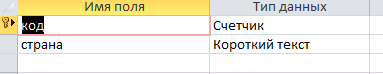 Имя поля Тип данных
код Счетчик
страна Короткий текст